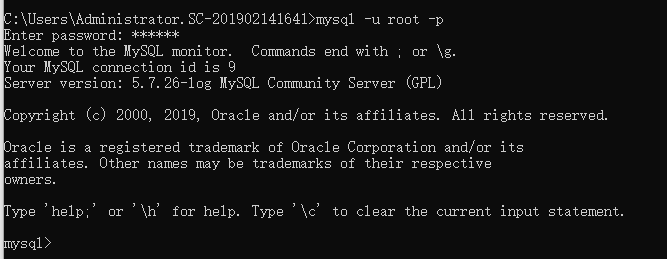 C:\Users\Administrator.SC-201902141641>mysql -u root -p
Enter password: ******
Welcome to the MySQL monitor.  Commands end with ; or \g.
Your MySQL connection id is 9
Server version: 5.7.26-log MySQL Community Server (GPL)
Copyright (c) 2000, 2019, Oracle and/or its affiliates. All rights reserved.
Oracle is a registered trademark of Oracle Corporation and/or its
affiliates. Other names may be trademarks of their respective
owners.
Type 'help;' or '\h' for help. Type '\c' to clear the current input statement.
mysql>